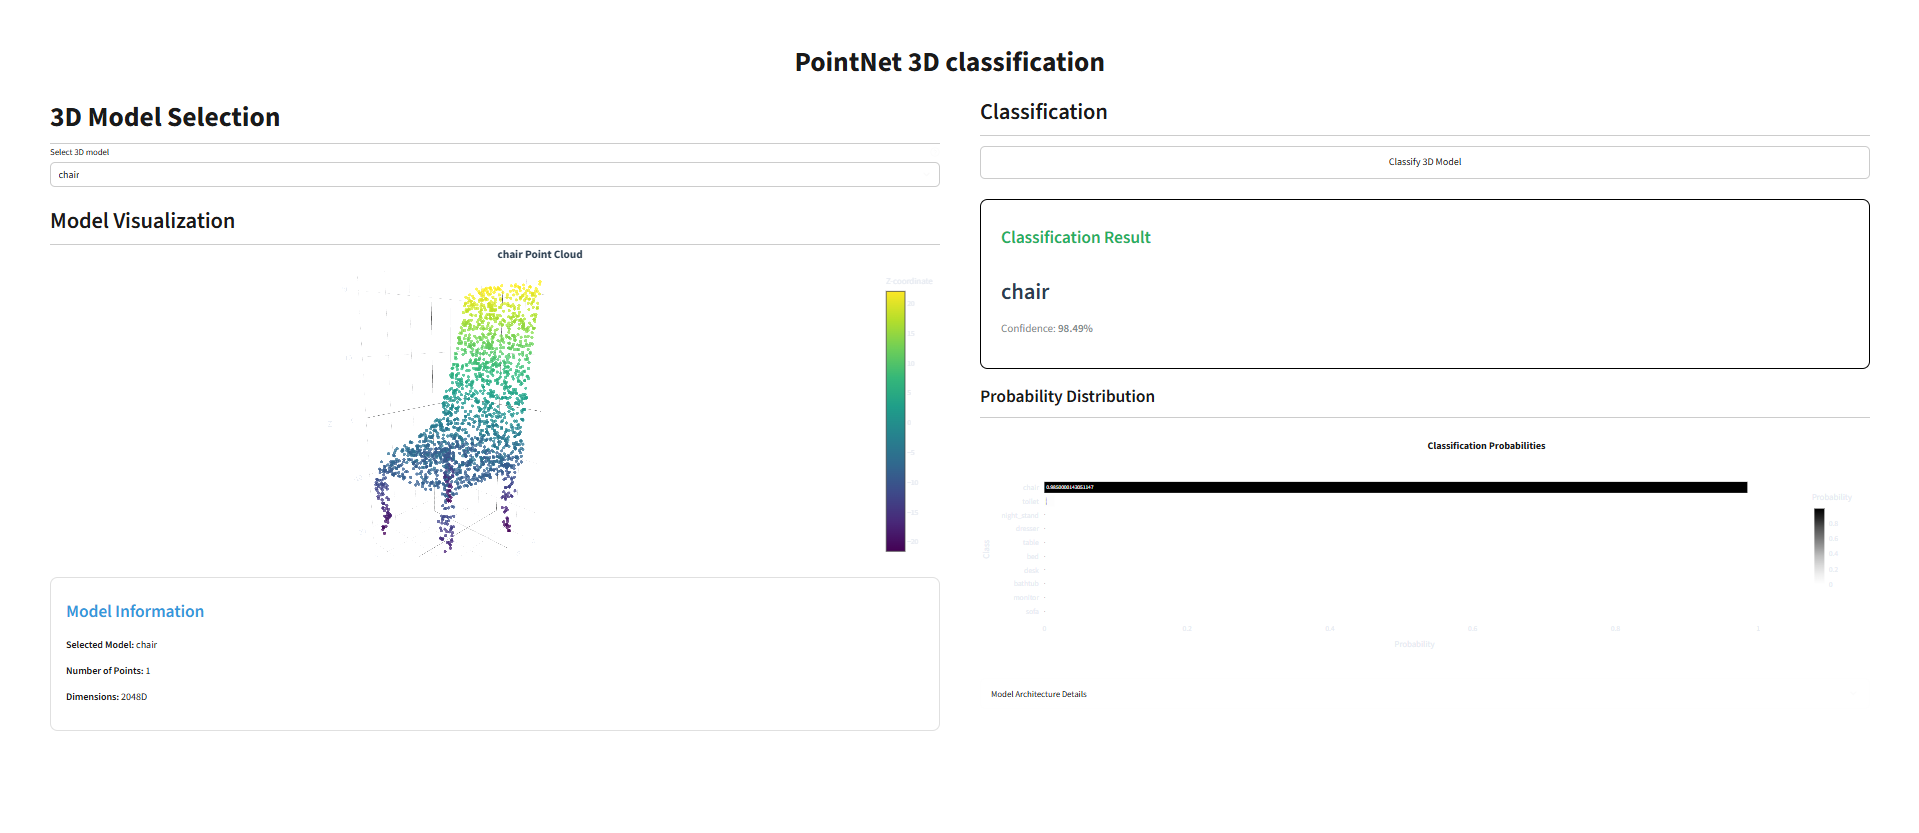 PointNet 3D classification
3D Model Selection
Select 3D model
chair
Model Visualization
chair Point Cloud
Z-coordinate
Model Information
Selected Model: chair
Number of Points: 1
Dimensions: 2048D
Classification
Classify 3D Model
Classification Result
chair
Confidence: 98.49%
Probability Distribution
Classification Probabilities
chair
toilet
night_stand
dresser
table
Class
bathtub
monitor
sofa
0 0.2 0.4 0.6 0.8 1
Probability
Probability
Model Architecture Details